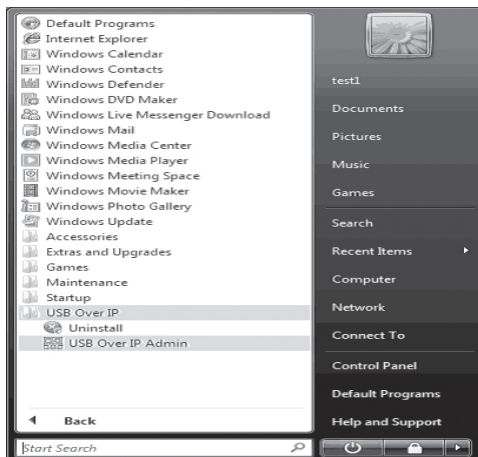 Default Programs
Internet Explorer
Windows Calendar
Windows Contacts
Windows Defender
Windows DVD Maker
Windows Live Messenger Download
Windows Mail
Windows Media Center
Windows Media Player
Windows Meeting Space
Windows Movie Maker
Windows Photo Gallery
Windows Update
Accessories
Extras and Upgrades
Games
Maintenance
Startup
USB Over IP
Uninstall
USB Over IP Admin
Back
Start Search
test1
Documents
Pictures
Music
Games
Search
Recent Items
Computer
Network
Connect To
Control Panel
Default Programs
Help and Support